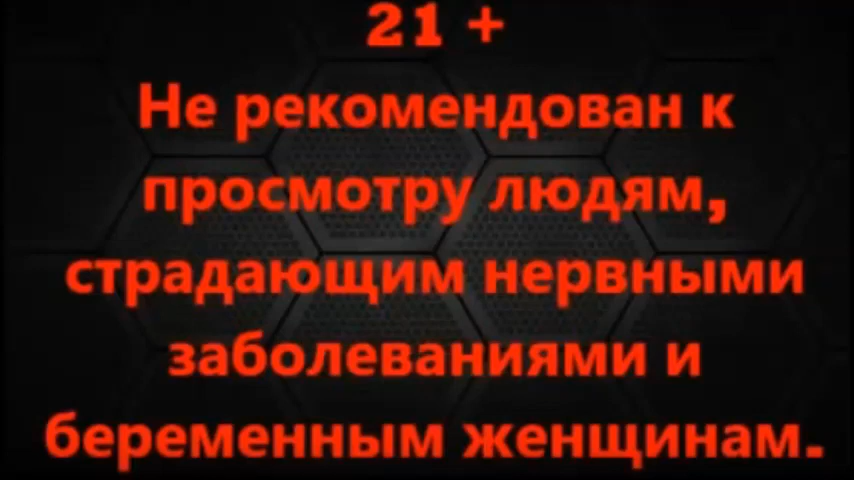 21 +
Не рекомендован к
просмотру людям,
страдающим нервными
заболеваниями и
беременным женщинам.